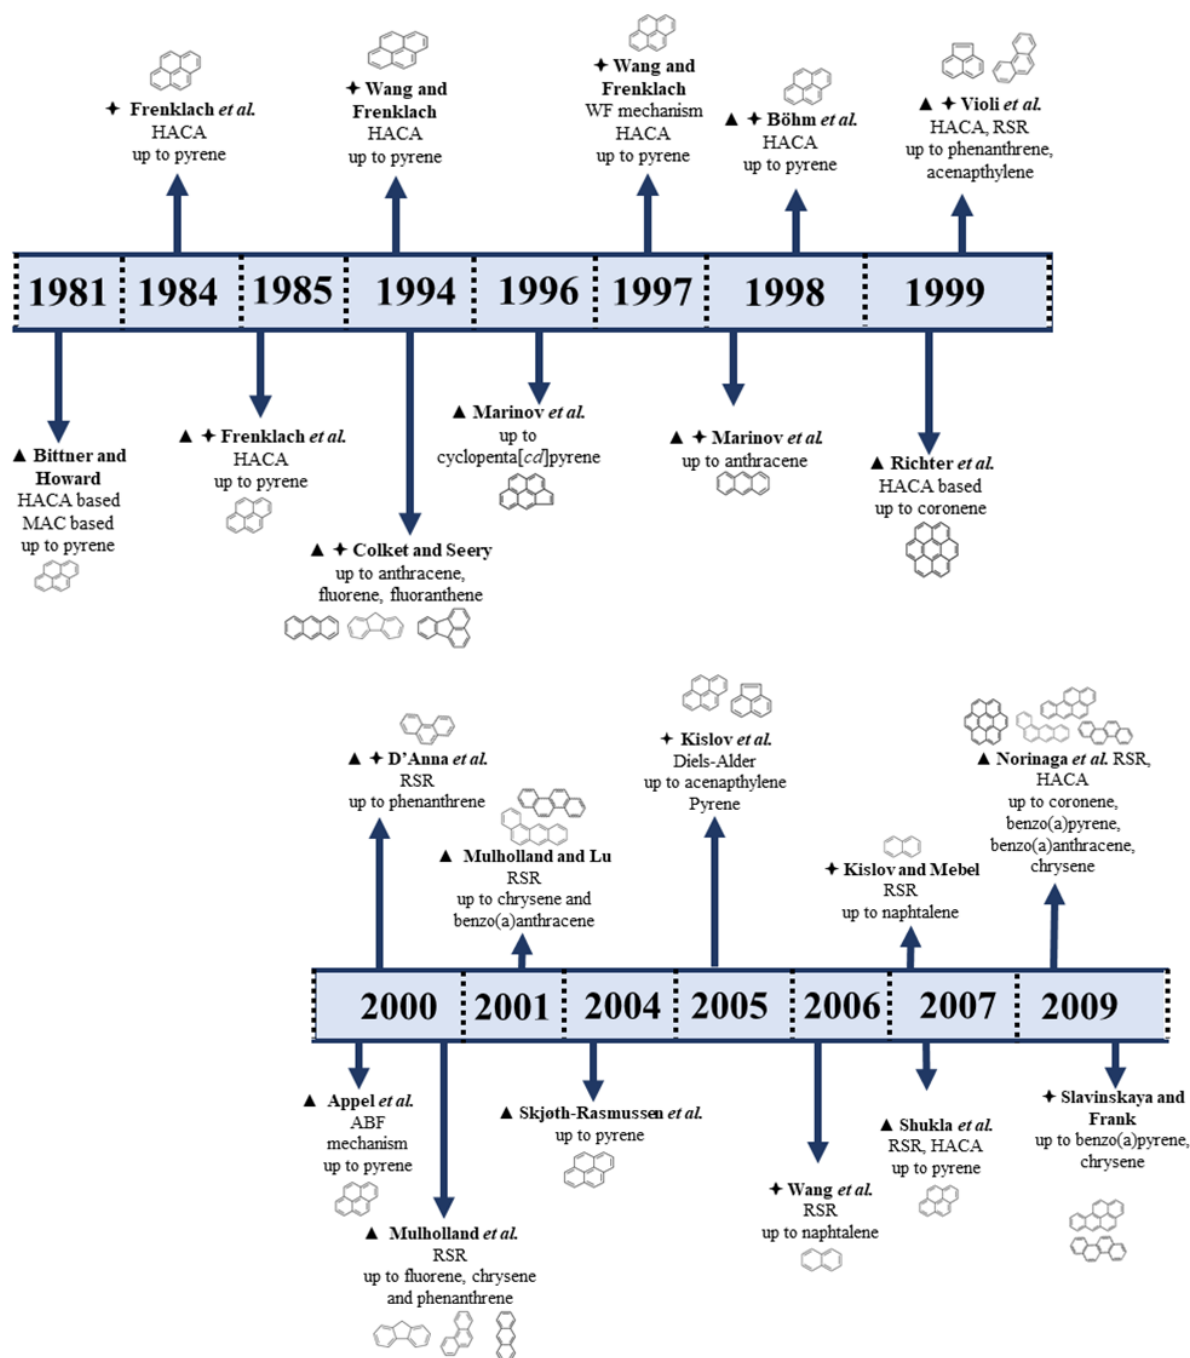 ✦ Frenklach et al.
HACA
up to pyrene
✦ Wang and
Frenklach
HACA
up to pyrene
✦ Wang and
Frenklach
WF mechanism
HACA
up to pyrene
▲ ✦ Böhm et al.
HACA
up to pyrene
▲ ✦ Violi et al.
HACA, RSR
up to phenanthrene,
acenapthylene
1981 1984 1985 1994 1996 1997 1998 1999
▲ Bittner and
Howard
HACA based
MAC based
up to pyrene
▲ ✦ Frenklach et al.
HACA
up to pyrene
▲ ✦ Colket and Seery
up to anthracene,
fluorene, fluoranthene
▲ Marinov et al.
up to
cyclopenta[cd]pyrene
▲ ✦ Marinov et al.
up to anthracene
▲ Richter et al.
HACA based
up to coronene
▲ ✦ D’Anna et al.
RSR
up to phenanthrene
▲ Mulholland and Lu
RSR
up to chrysene and
benzo(a)anthracene
✦ Kislov et al.
Diels-Alder
up to acenapthylene
Pyrene
✦ Kislov and Mebel
RSR
up to naphtalene
▲ Norinaga et al. RSR,
HACA
up to coronene,
benzo(a)pyrene,
benzo(a)anthracene,
chrysene
2000 2001 2004 2005 2006 2007 2009
▲ Appel et al.
ABF
mechanism
up to pyrene
▲ Mulholland et al.
RSR
up to fluorene, chrysene
and phenanthrene
▲ Skjøth-Rasmussen et al.
up to pyrene
✦ Wang et al.
RSR
up to naphtalene
▲ Shukla et al.
RSR, HACA
up to pyrene
✦ Slavinskaya and
Frank
up to benzo(a)pyrene,
chrysene